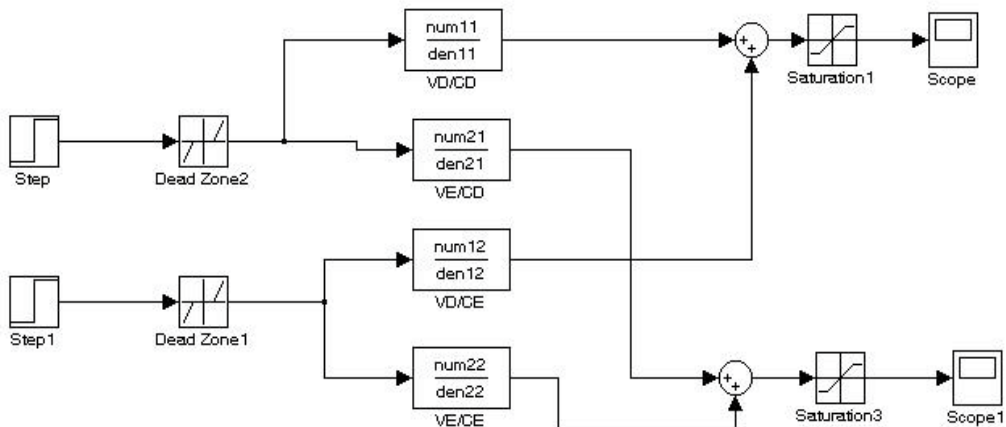 num11
den11
VD/CD
+
+
Saturation1
Scope
Step
Dead Zone2
num21
den21
VE/CD
num12
den12
VD/CE
Step1
Dead Zone1
num22
den22
VE/CE
+
+
Saturation3
Scope1